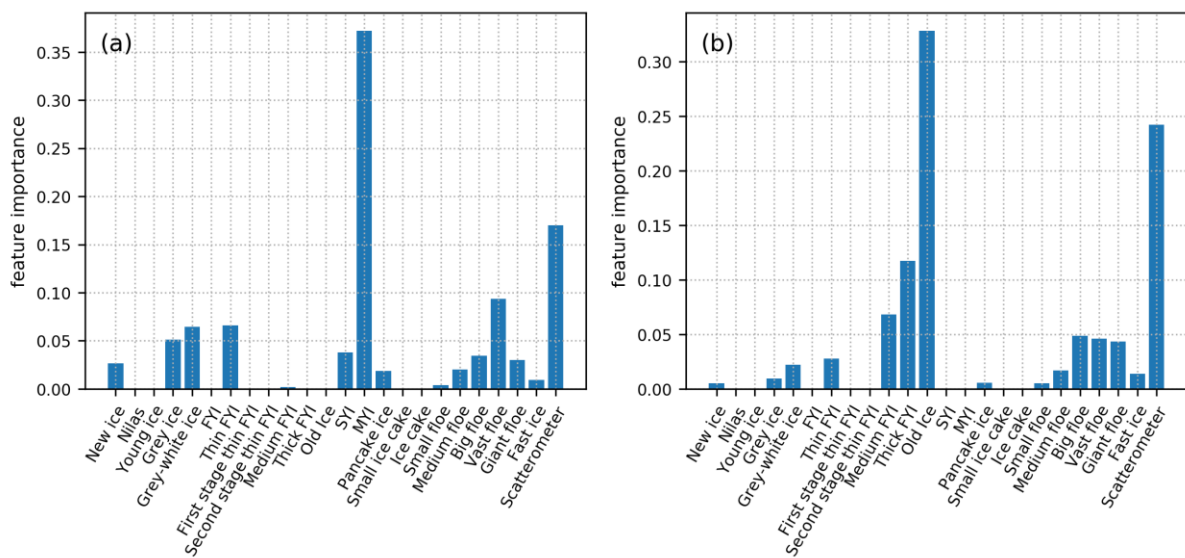 (a)
feature importance
0.35
0.30
0.25
0.20
0.15
0.10
0.05
0.00
New ice
Nilas
Young ice
Grey ice
Grey-white ice
FYI
Thin FYI
First stage thin FYI
Second stage thin FYI
Medium FYI
Thick FYI
Old Ice
SYI
MYI
Pancake ice
Small ice cake
Ice cake
Small floe
Medium floe
Big floe
Vast floe
Giant floe
Fast ice
Scatterometer
(b)
feature importance
0.30
0.25
0.20
0.15
0.10
0.05
0.00
New ice
Nilas
Young ice
Grey ice
Grey-white ice
FYI
Thin FYI
First stage thin FYI
Second stage thin FYI
Medium FYI
Thick FYI
Old Ice
SYI
MYI
Pancake ice
Small ice cake
Ice cake
Small floe
Medium floe
Big floe
Vast floe
Giant floe
Fast ice
Scatterometer